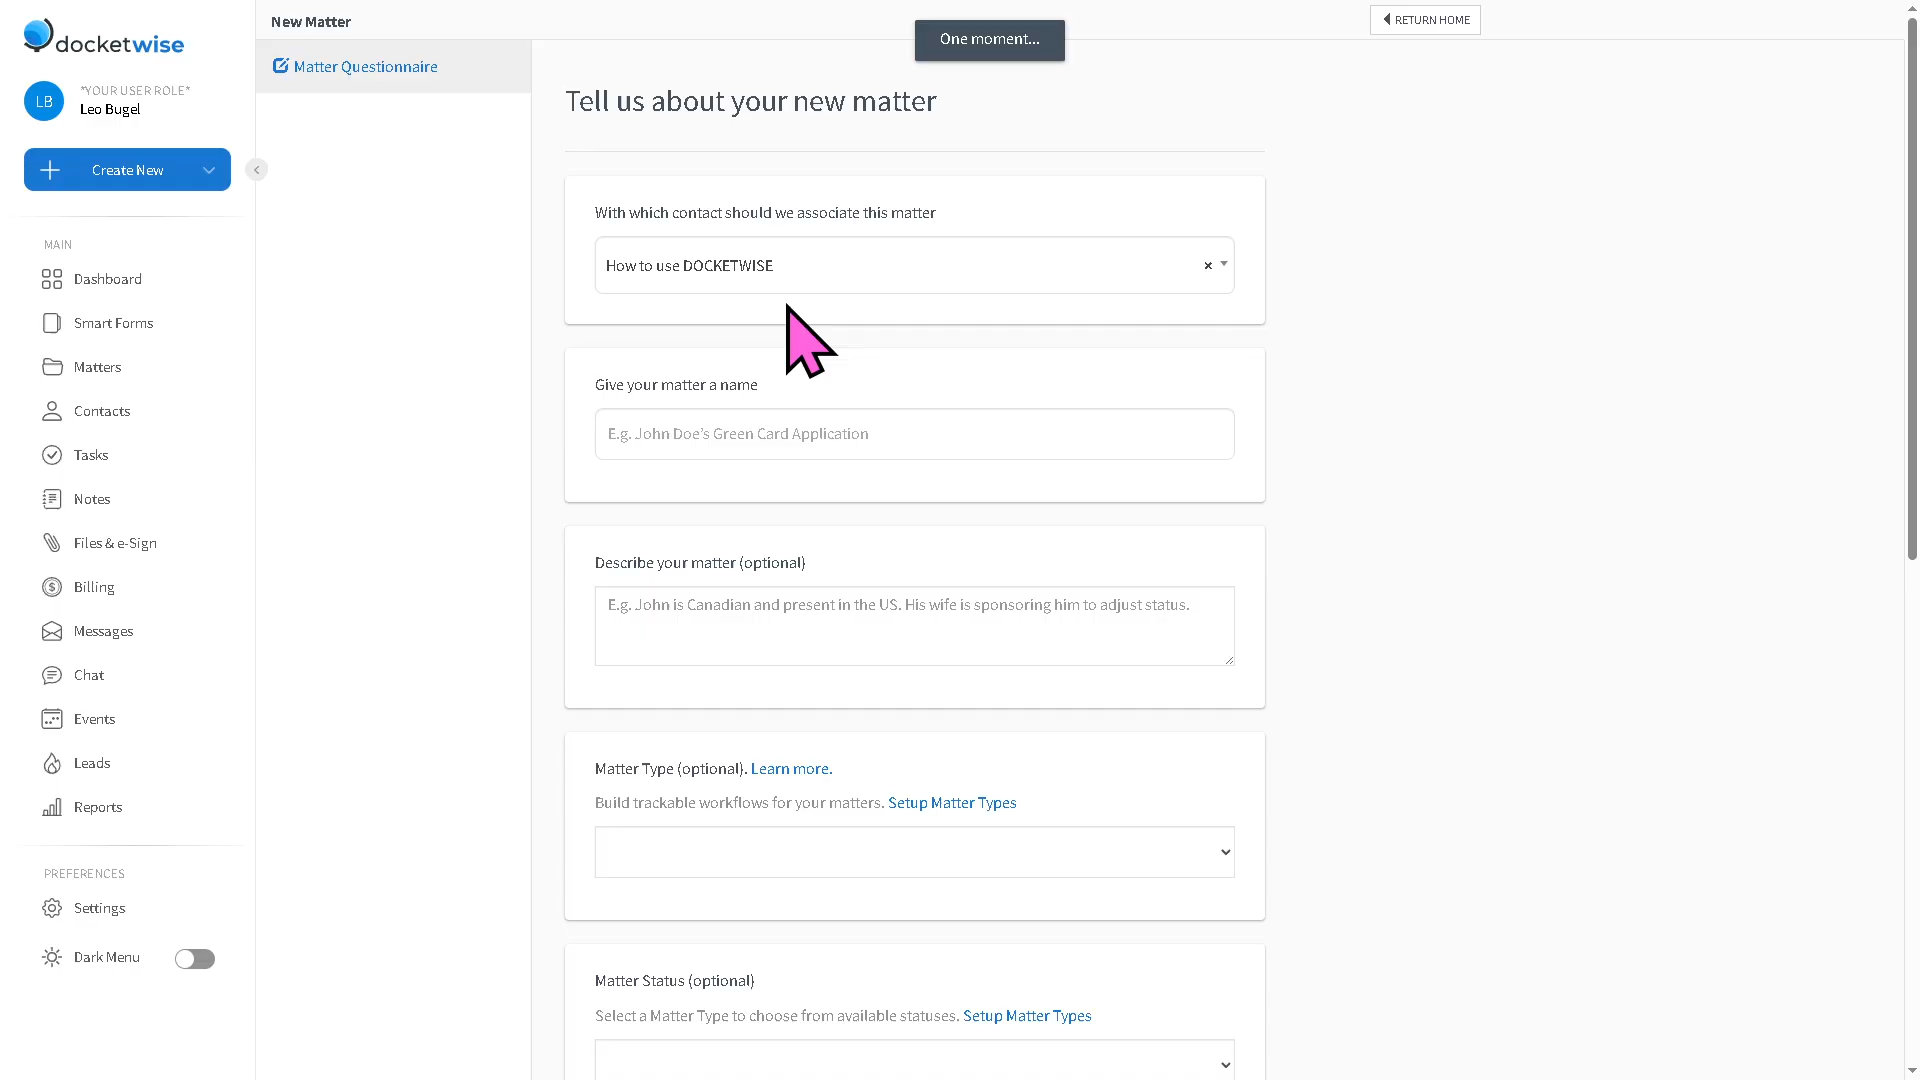 docketwise
LB
*YOUR USER ROLE*
Leo Bugel
Create New
MAIN
Dashboard
Smart Forms
Matters
Contacts
Tasks
Notes
Files & e-Sign
Billing
Messages
Chat
Events
Leads
Reports
PREFERENCES
Settings
Dark Menu
New Matter
One moment...
RETURN HOME
Matter Questionnaire
Tell us about your new matter
With which contact should we associate this matter
How to use DOCKETWISE
Give your matter a name
E.g. John Doe's Green Card Application
Describe your matter (optional)
E.g. John is Canadian and present in the US. His wife is sponsoring him to adjust status.
Matter Type (optional). Learn more.
Build trackable workflows for your matters. Setup Matter Types
Matter Status (optional)
Select a Matter Type to choose from available statuses. Setup Matter Types